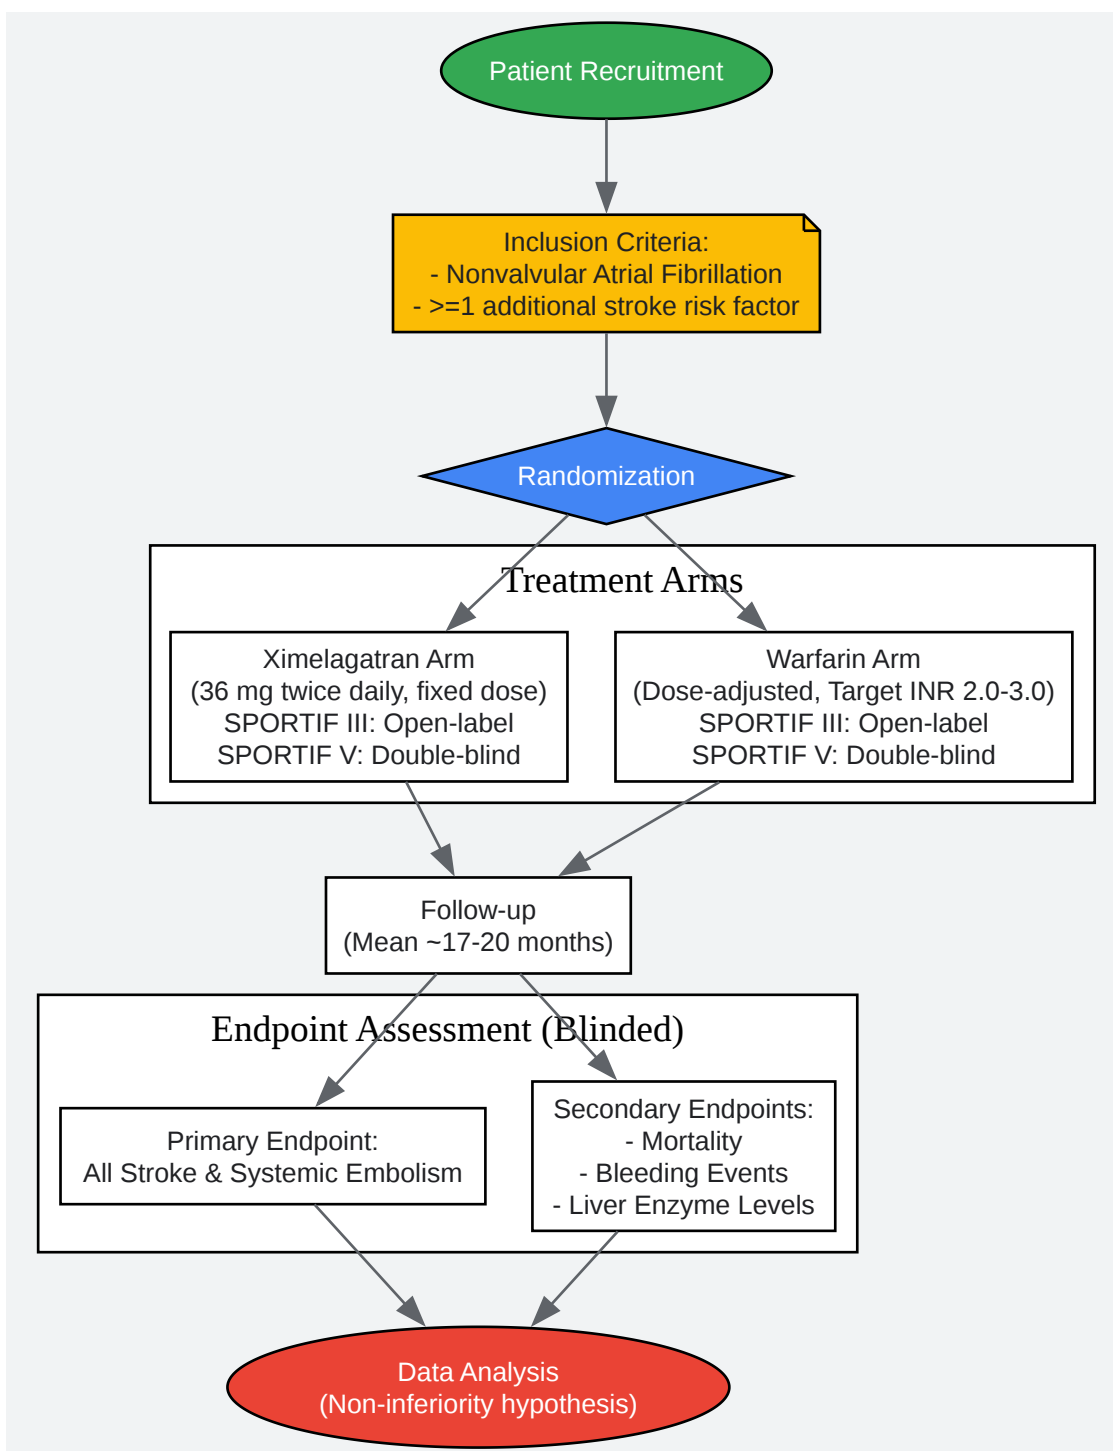 Patient Recruitment
Inclusion Criteria:
- Nonvalvular Atrial Fibrillation
- >=1 additional stroke risk factor
Randomization
Treatment Arms
Ximelagatran Arm
(36 mg twice daily, fixed dose)
SPORTIF III: Open-label
SPORTIF V: Double-blind
Warfarin Arm
(Dose-adjusted, Target INR 2.0-3.0)
SPORTIF III: Open-label
SPORTIF V: Double-blind
Follow-up
(Mean ~17-20 months)
Endpoint Assessment (Blinded)
Primary Endpoint:
All Stroke & Systemic Embolism
Secondary Endpoints:
- Mortality
- Bleeding Events
- Liver Enzyme Levels
Data Analysis
(Non-inferiority hypothesis)